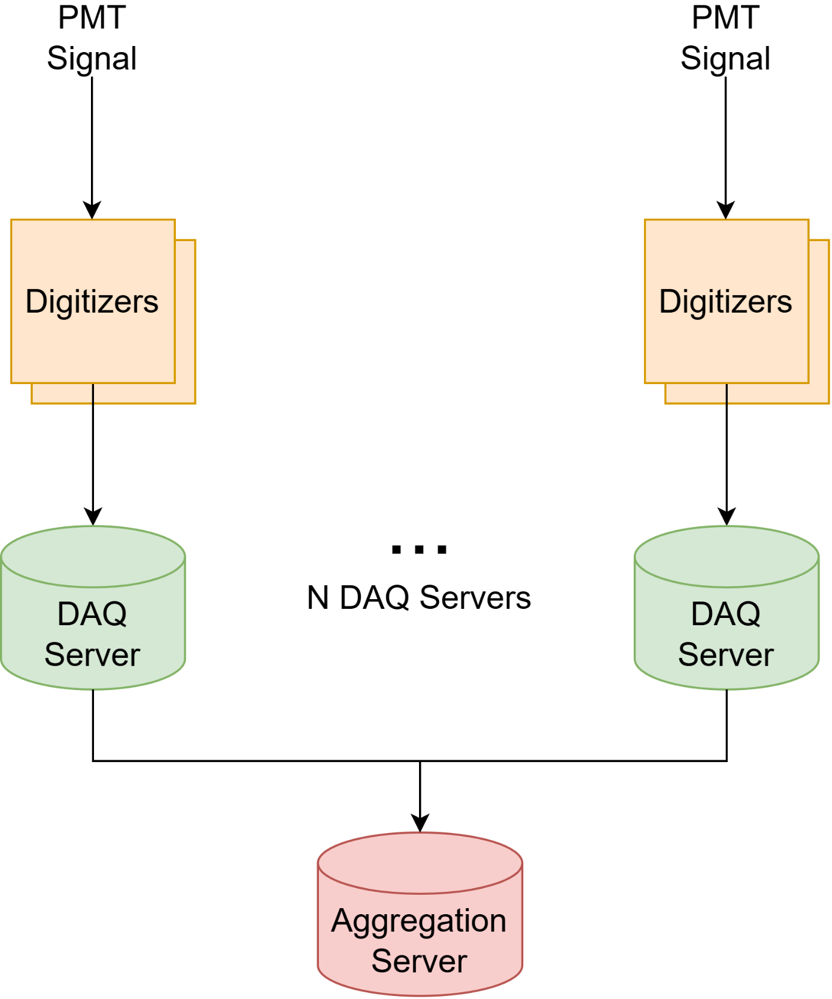 PMT
Signal
PMT
Signal
Digitizers
Digitizers
...
N DAQ Servers
DAQ
Server
DAQ
Server
Aggregation
Server